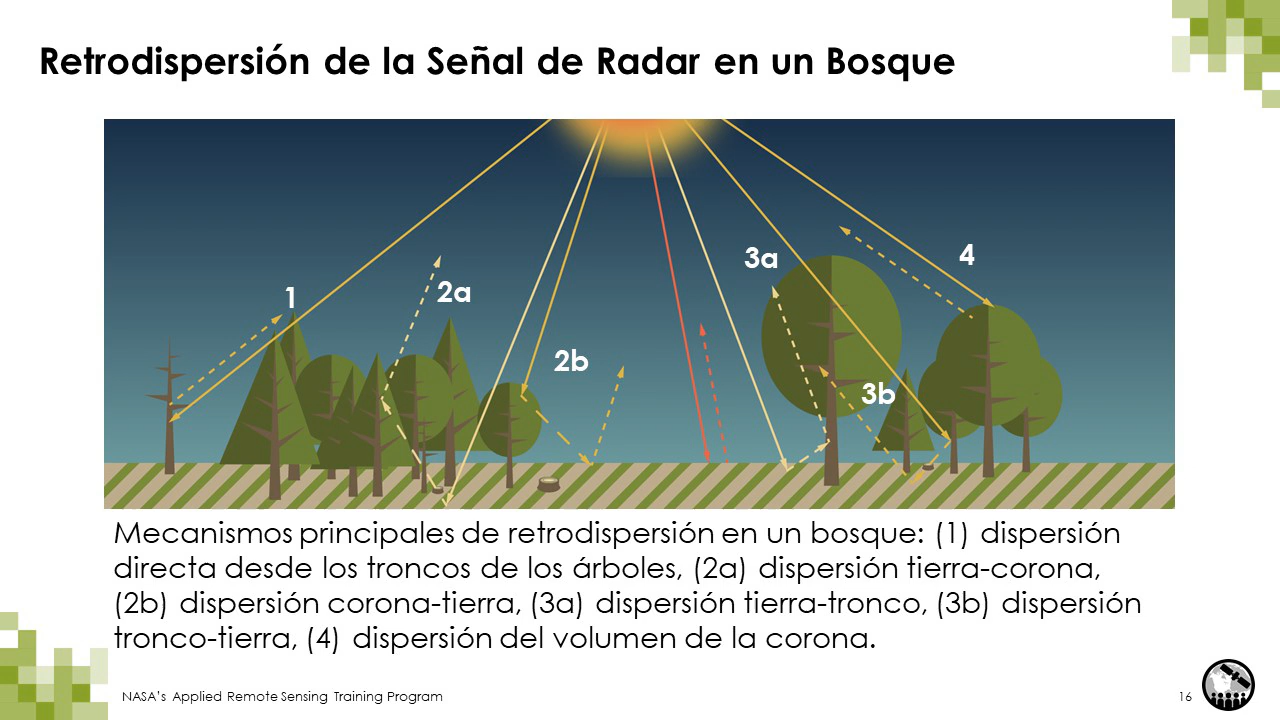 Retrodispersión de la Señal de Radar en un Bosque
1
2a
2b
3a
3b
4
Mecanismos principales de retrodispersión en un bosque: (1) dispersión
directa desde los troncos de los árboles, (2a) dispersión tierra-corona,
(2b) dispersión corona-tierra, (3a) dispersión tierra-tronco, (3b) dispersión
tronco-tierra, (4) dispersión del volumen de la corona.
NASA's Applied Remote Sensing Training Program
16